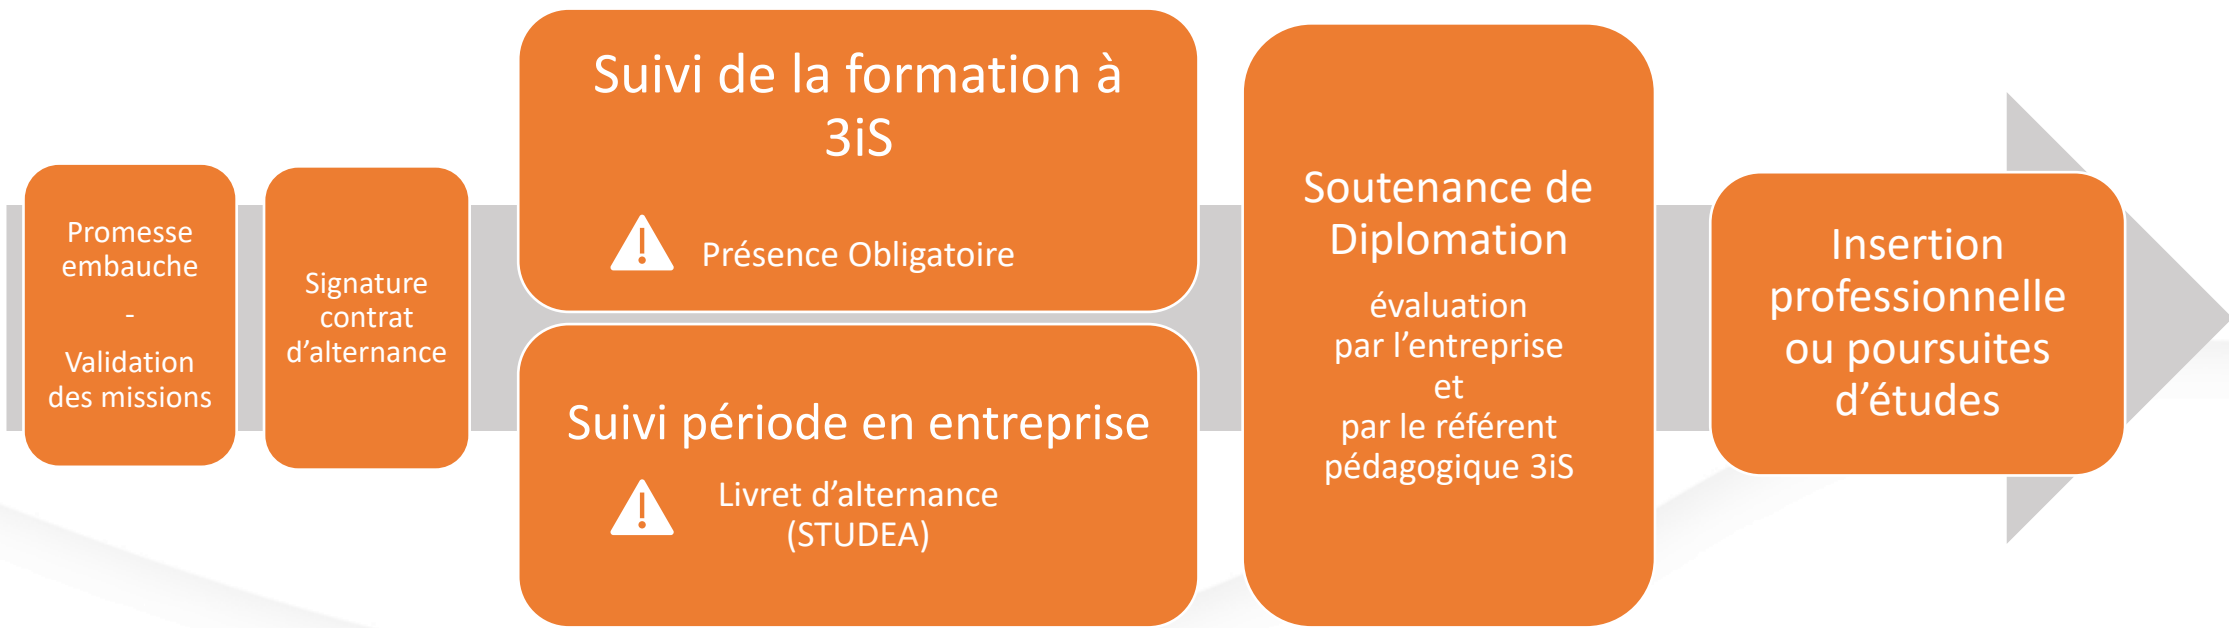 Promesse
embauche
-
Validation
des missions
Signature
contrat
d’alternance
Suivi de la formation à
3iS
Présence Obligatoire
Suivi période en entreprise
Livret d’alternance
(STUDEA)
Soutenance de
Diplomation
évaluation
par l’entreprise
et
par le référent
pédagogique 3iS
Insertion
professionnelle
ou poursuites
d’études